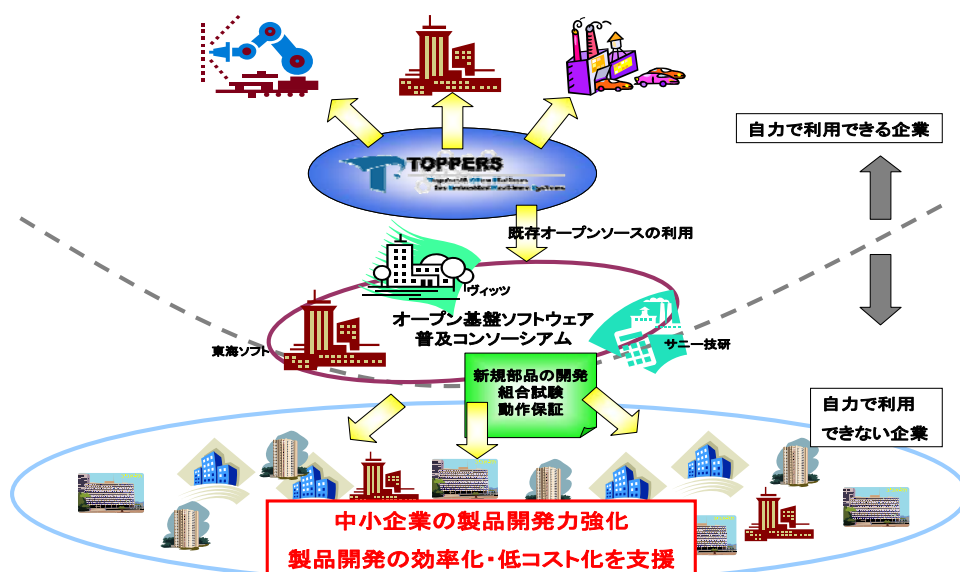 自力で利用できる企業
TOPPERS
既存オープンソースの利用
ヴィッツ
オープン基盤ソフトウェア
普及コンソーシアム
東海ソフト
サニー技研
新規部品の開発
組合試験
動作保証
自力で利用
できない企業
中小企業の製品開発力強化
製品開発の効率化・低コスト化を支援